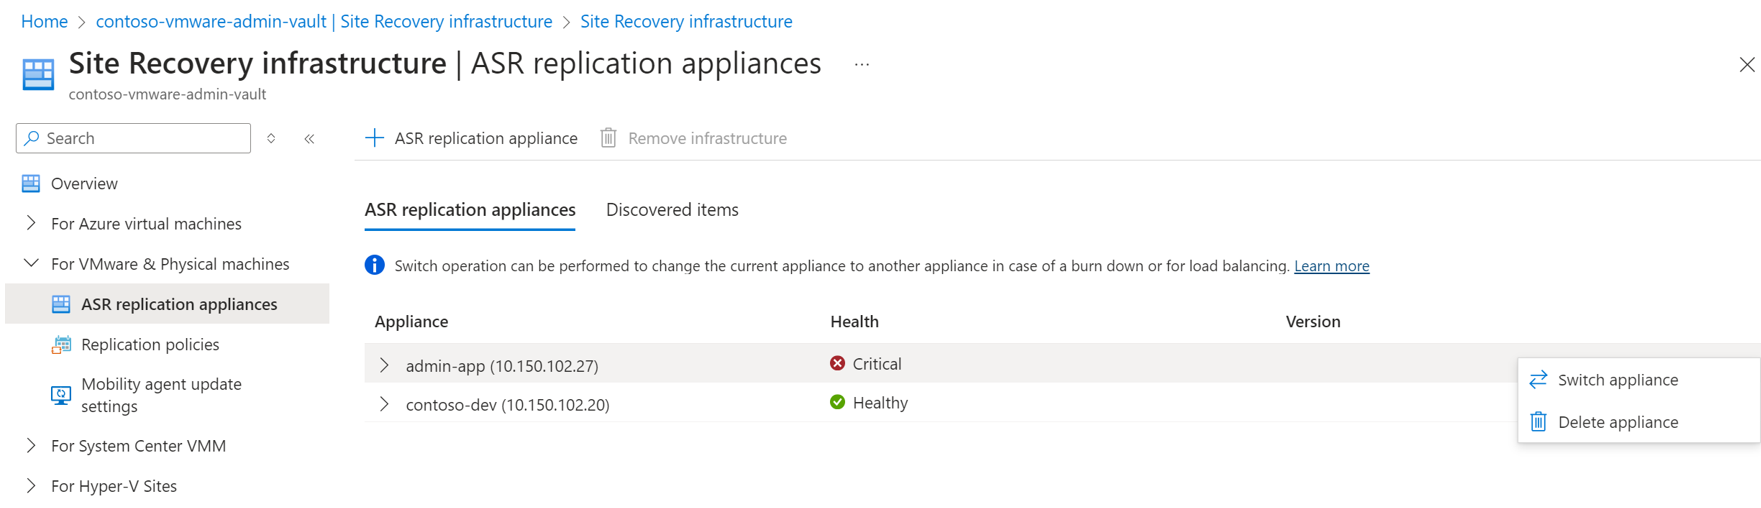 Home > contoso-vmware-admin-vault | Site Recovery infrastructure > Site Recovery infrastructure
Site Recovery infrastructure | ASR replication appliances ...
contoso-vmware-admin-vault
Search
Overview
For Azure virtual machines
For VMware & Physical machines
ASR replication appliances
Replication policies
Mobility agent update
settings
For System Center VMM
For Hyper-V Sites
ASR replication appliance Remove infrastructure
ASR replication appliances Discovered items
Switch operation can be performed to change the current appliance to another appliance in case of a burn down or for load balancing. Learn more
Appliance Health Version
admin-app (10.150.102.27) Critical
contoso-dev (10.150.102.20) Healthy
Switch appliance
Delete appliance